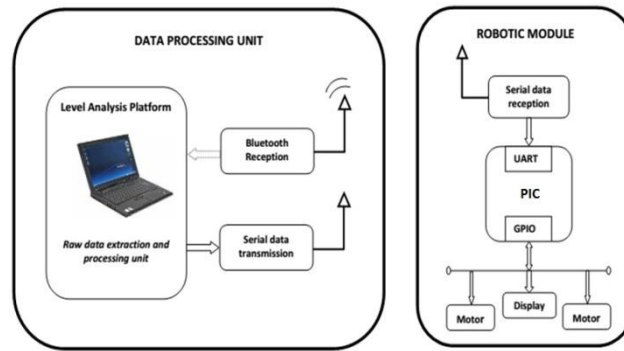 DATA PROCESSING UNIT
Level Analysis Platform
Bluetooth
Reception
Raw data extraction and
processing unit
Serial data
transmission
ROBOTIC MODULE
Serial data
reception
UART
PIC
GPIO
Motor
Display
Motor